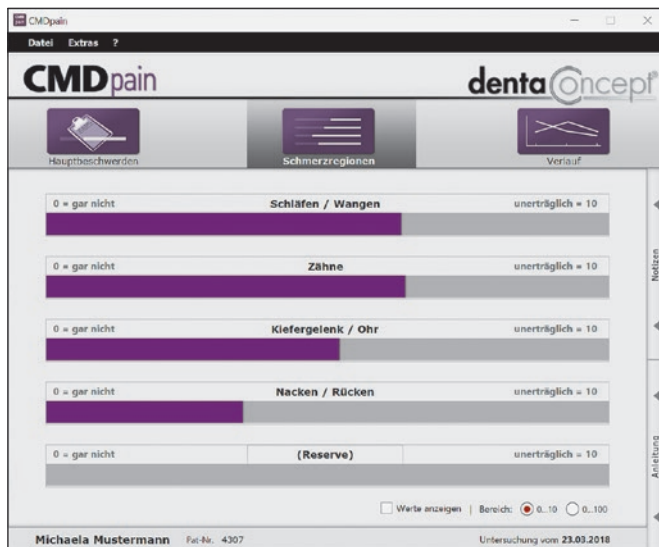 CMDpain
Datei Extras ?
CMDpain
dentaConcept®
Hauptbeschwerden
Schmerzregionen
Verlauf
0 = gar nicht Schläfen / Wangen unerträglich = 10
0 = gar nicht Zähne unerträglich = 10
0 = gar nicht Kiefergelenk / Ohr unerträglich = 10
0 = gar nicht Nacken / Rücken unerträglich = 10
0 = gar nicht (Reserve) unerträglich = 10
Notizen
Anleitung
Werte anzeigen | Bereich: 0...10 0...100
Michaela Mustermann Pat-Nr. 4307 Untersuchung vom 23.03.2018